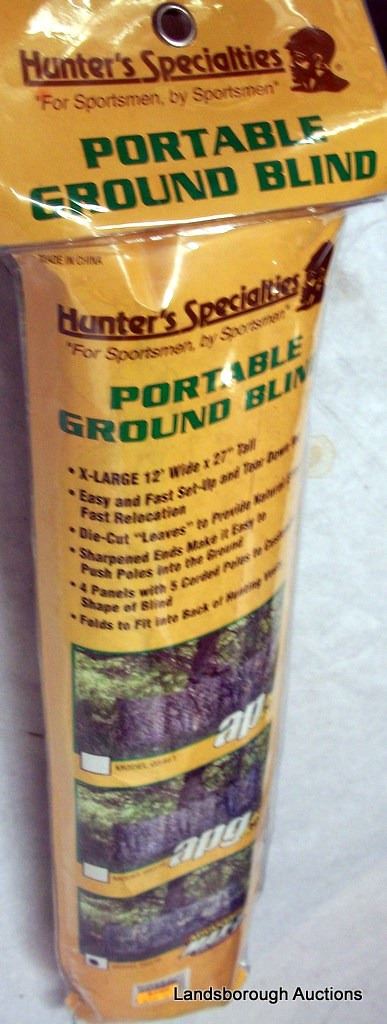 Hunter's Specialties
"For Sportsmen, by Sportsmen"
PORTABLE
GROUND BLIND
MADE IN CHINA
Hunter's Specialties
"For Sportsmen, by Sportsmen"
PORTABLE
GROUND BLIN
• X-LARGE 12' Wide x 27" Tall
• Easy and Fast Set-Up and Tear Down
Fast Relocation
• Die-Cut "Leaves" to Provide Natural
• Sharpened Ends Make it Easy to
Push Poles into the Ground
• 4 Panels with 5 Corded Poles to
Shape of Blind
• Folds to Fit into Back of Hunting
ap
MODEL
apg
Landsborough Auctions